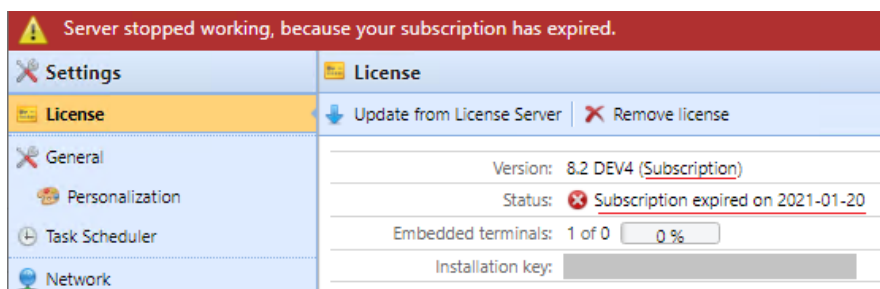 Server stopped working, because your subscription has expired.
Settings
License
License
Update from License Server
Remove license
General
Personalization
Task Scheduler
Network
Version: 8.2 DEV4 (Subscription)
Status: Subscription expired on 2021-01-20
Embedded terminals: 1 of 0 0 %
Installation key: